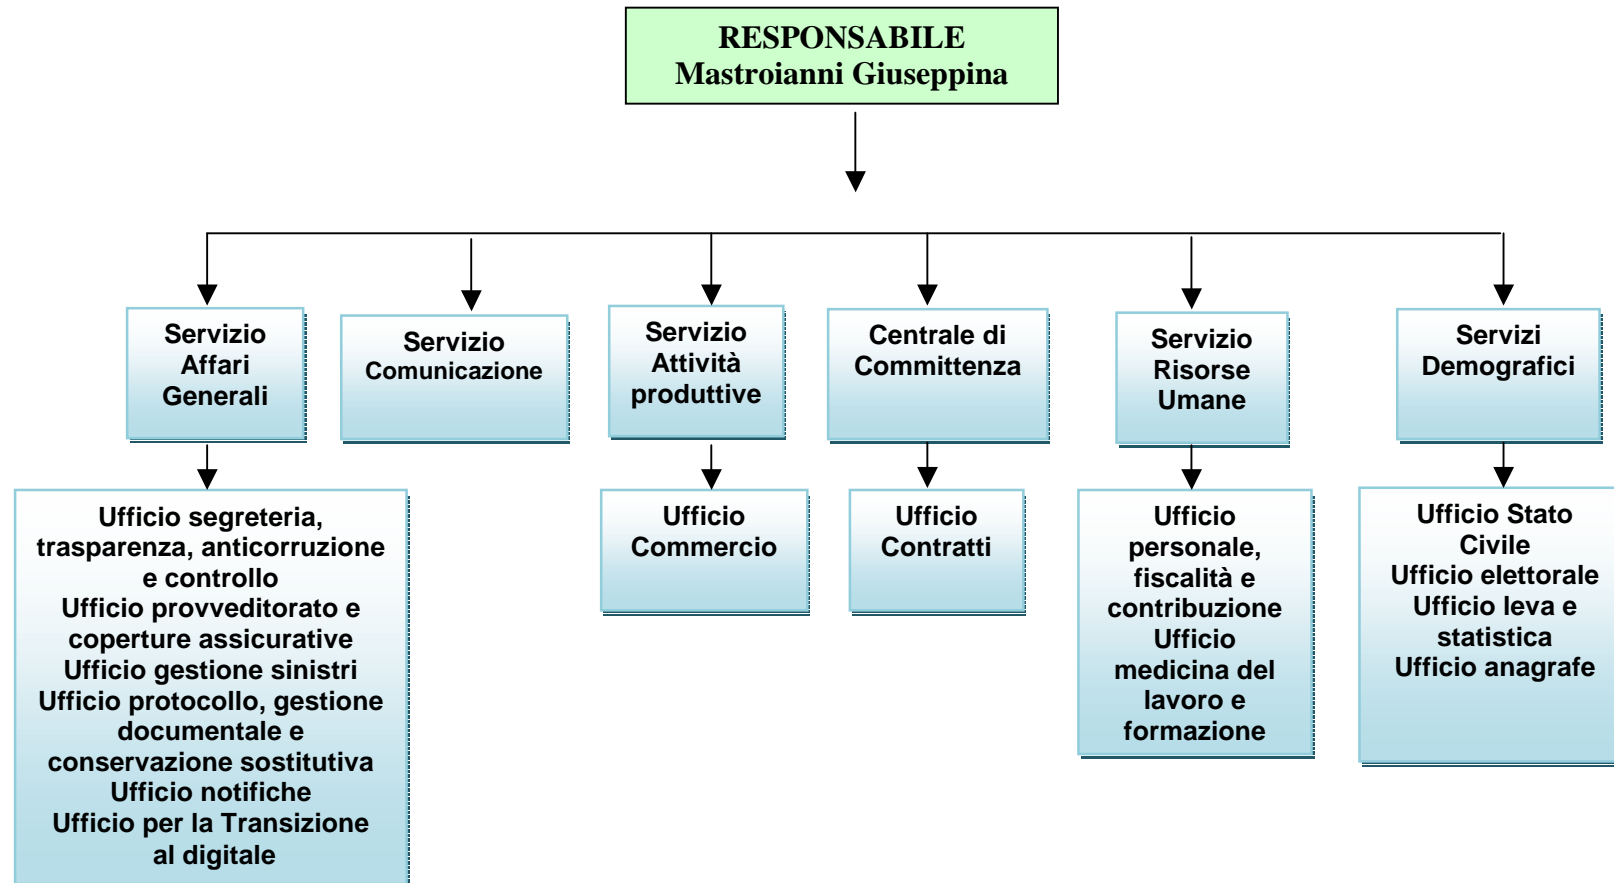 RESPONSABILE
Mastroianni Giuseppina
Servizio
Affari
Generali
Servizio
Comunicazione
Servizio
Attività
produttive
Centrale di
Committenza
Servizio
Risorse
Umane
Servizi
Demografici
Ufficio segreteria,
trasparenza, anticorruzione
e controllo
Ufficio provveditorato e
coperture assicurative
Ufficio gestione sinistri
Ufficio protocollo, gestione
documentale e
conservazione sostitutiva
Ufficio notifiche
Ufficio per la Transizione
al digitale
Ufficio
Commercio
Ufficio
Contratti
Ufficio
personale,
fiscalità e
contribuzione
Ufficio
medicina del
lavoro e
formazione
Ufficio Stato
Civile
Ufficio elettorale
Ufficio leva e
statistica
Ufficio anagrafe